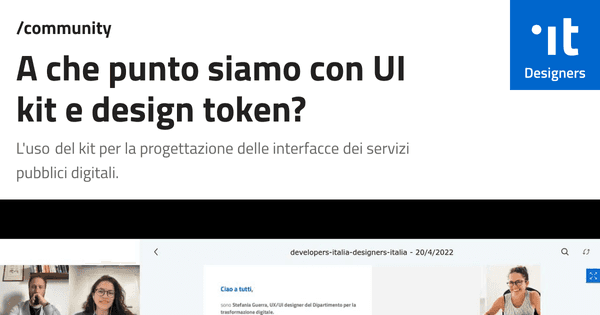 /community
A che punto siamo con UI
kit e design token?
L'uso del kit per la progettazione delle interfacce dei servizi
pubblici digitali.
it
Designers
developers-italia-designers-italia - 20/4/2022
Ciao a tutti,
sono Stefania Guerra, UX/UI designer del Dipartimento per la
trasformazione digitale.